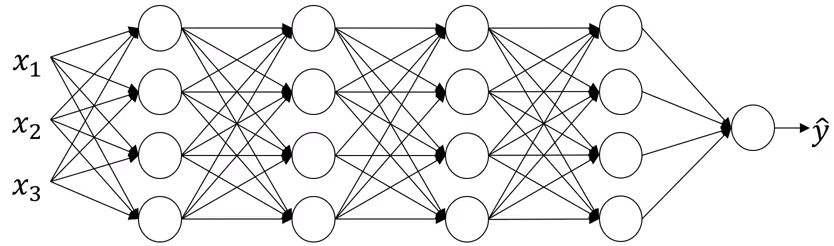 x₁
x₂
x₃
ŷ